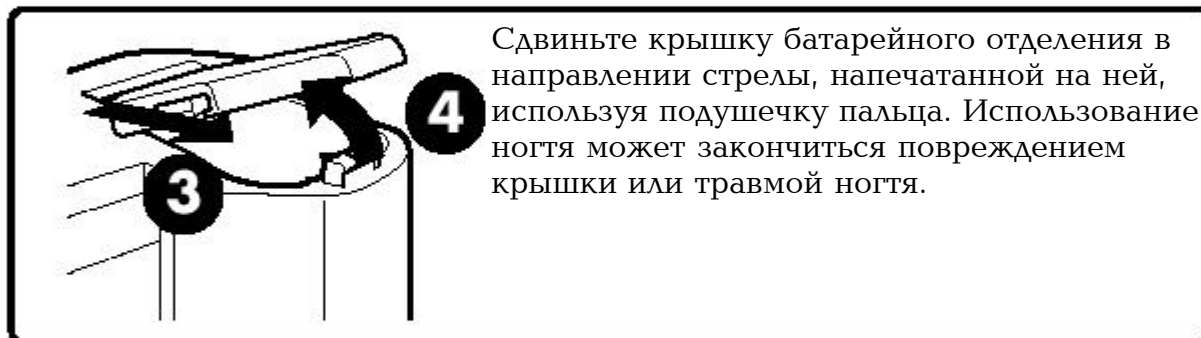 Сдвиньте крышку батарейного отделения в
направлении стрелы, напечатанной на ней,
используя подушечку пальца. Использование
ногтя может закончиться повреждением
крышки или травмой ногтя.
4
3